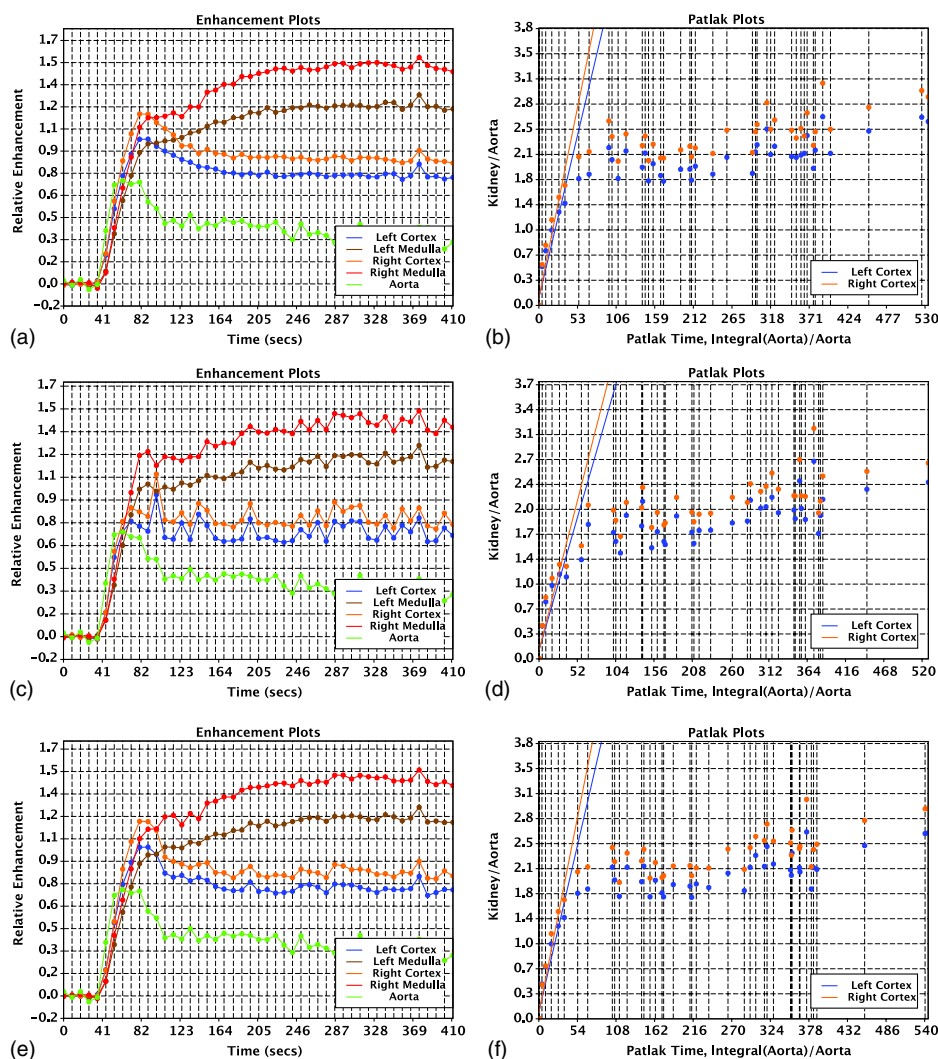 Enhancement Plots
Relative Enhancement
1.7
1.5
1.2
1.1
0.9
0.8
0.6
0.5
0.3
0.2
0.0
−0.2
0 41 82 123 164 205 246 287 328 369 410
Time (secs)
Left Cortex
Left Medulla
Right Cortex
Right Medulla
Aorta
(a)
Patlak Plots
Kidney/Aorta
3.8
3.5
3.1
2.8
2.5
2.1
1.8
1.4
1.0
0.7
0.3
0.0
0 53 106 159 212 265 318 371 424 477 530
Patlak Time, Integral(Aorta)/Aorta
Left Cortex
Right Cortex
(b)
Enhancement Plots
Relative Enhancement
1.7
1.5
1.4
1.2
1.1
0.9
0.8
0.6
0.5
0.3
0.2
0.0
−0.2
0 41 82 123 164 205 246 287 328 369 410
Time (secs)
Left Cortex
Left Medulla
Right Cortex
Right Medulla
Aorta
(c)
Patlak Plots
Kidney/Aorta
3.7
3.4
3.1
2.7
2.4
2.0
1.7
1.4
1.0
0.7
0.3
0.0
0 52 104 156 208 260 312 364 416 468 520
Patlak Time, Integral(Aorta)/Aorta
Left Cortex
Right Cortex
(d)
Enhancement Plots
Relative Enhancement
1.7
1.5
1.4
1.2
1.1
0.9
0.8
0.6
0.5
0.3
0.2
0.0
−0.2
0 41 82 123 164 205 246 287 328 369 410
Time (secs)
Left Cortex
Left Medulla
Right Cortex
Right Medulla
Aorta
(e)
Patlak Plots
Kidney/Aorta
3.8
3.5
3.1
2.8
2.4
2.1
1.8
1.4
1.0
0.7
0.3
0.0
0 54 108 162 216 270 324 378 432 486 540
Patlak Time, Integral(Aorta)/Aorta
Left Cortex
Right Cortex
(f)